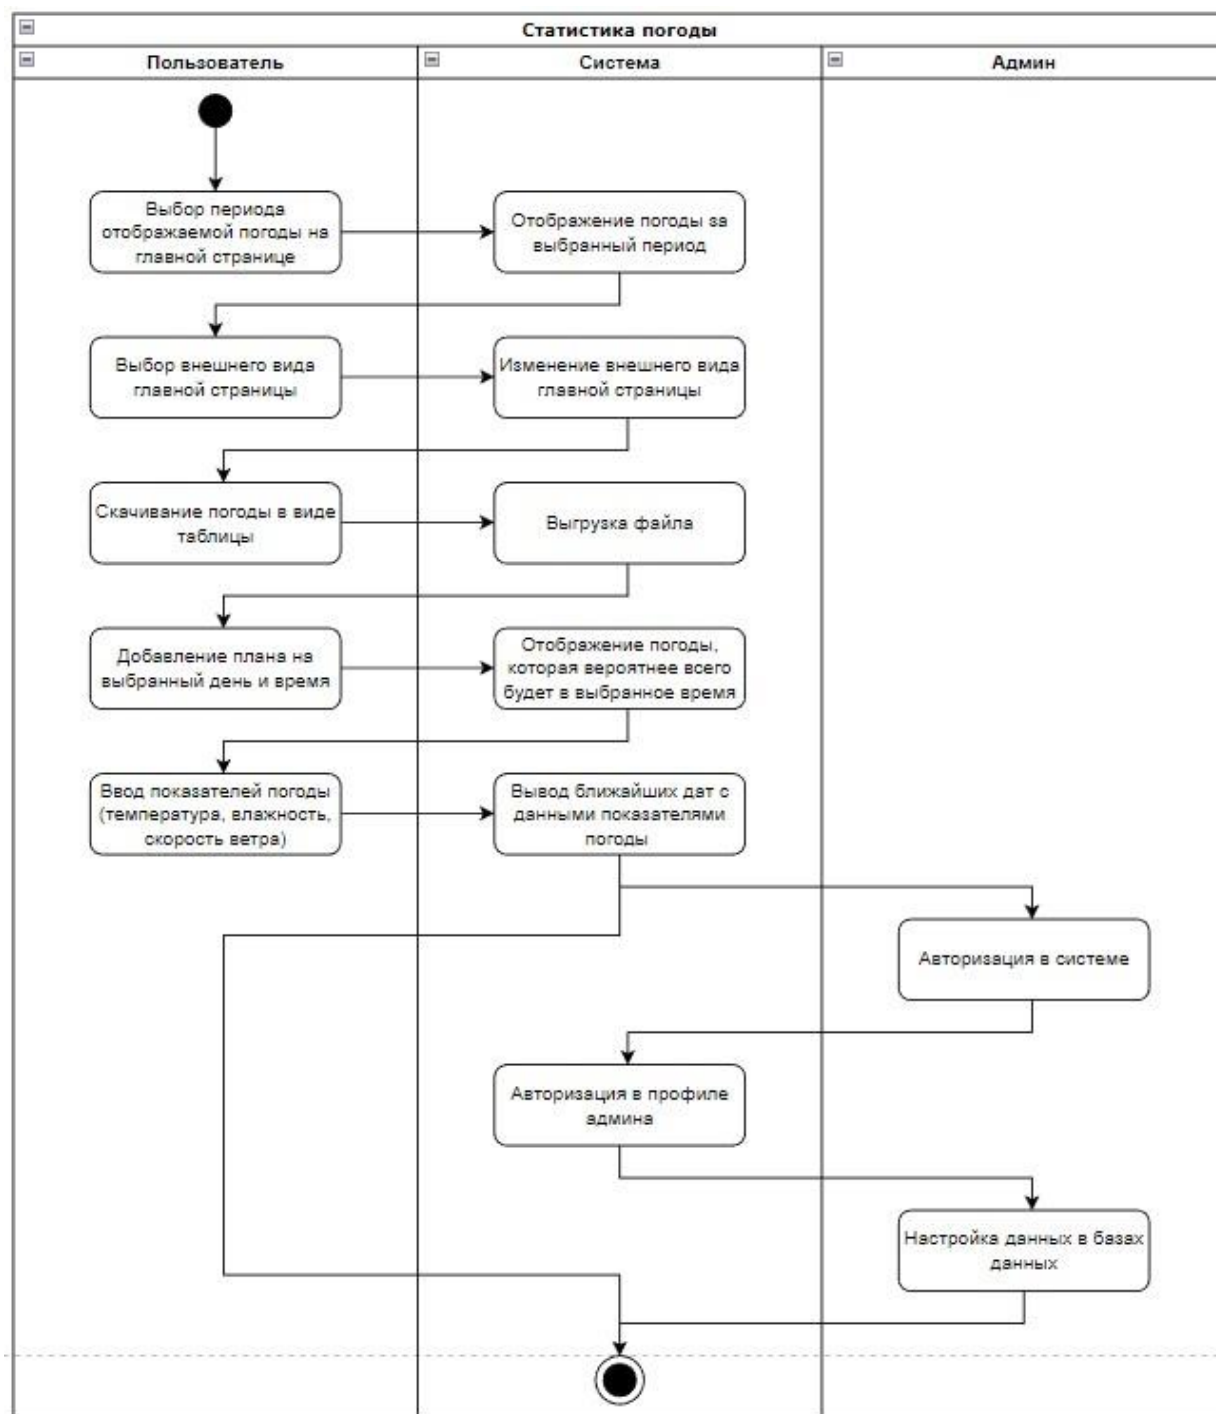 Статистика погоды
Пользователь
Система
Админ
Выбор периода
отображаемой погоды на
главной странице
Отображение погоды за
выбранный период
Выбор внешнего вида
главной страницы
Изменение внешнего вида
главной страницы
Скачивание погоды в виде
таблицы
Выгрузка файла
Добавление плана на
выбранный день и время
Отображение погоды,
которая вероятнее всего
будет в выбранное время
Ввод показателей погоды
(температура, влажность,
скорость ветра)
Вывод ближайших дат с
данными показателями
погоды
Авторизация в системе
Авторизация в профиле
админа
Настройка данных в базах
данных